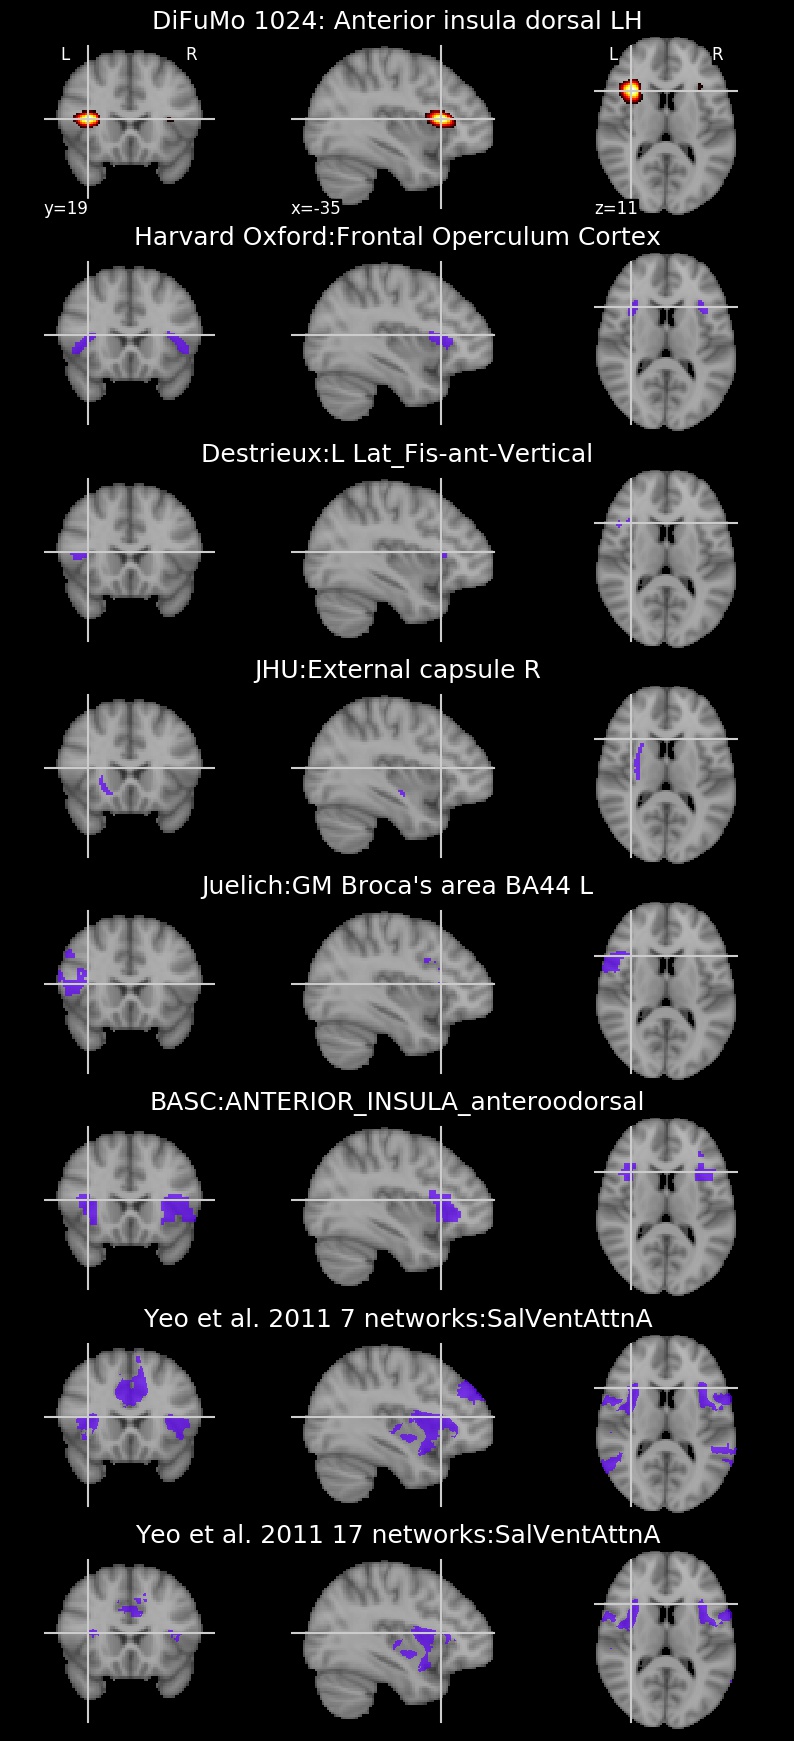 DiFuMo 1024: Anterior insula dorsal LH
L R L R
y=19 x=-35 z=11
Harvard Oxford:Frontal Operculum Cortex
Destrieux:L Lat_Fis-ant-Vertical
JHU:External capsule R
Juelich:GM Broca's area BA44 L
BASC:ANTERIOR_INSULA_anteroodorsal
Yeo et al. 2011 7 networks:SalVentAttnA
Yeo et al. 2011 17 networks:SalVentAttnA